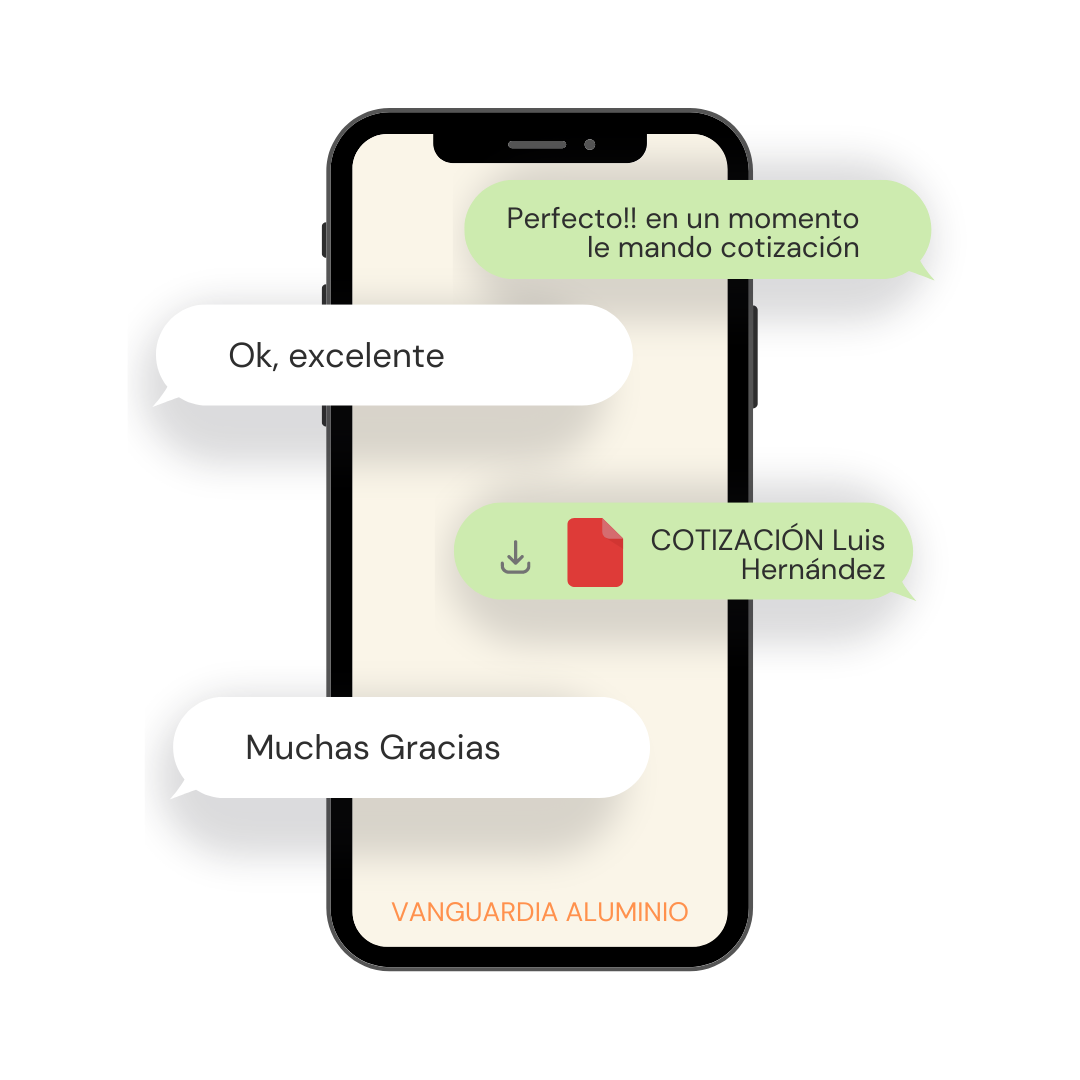 Perfecto!! en un momento
le mando cotización
Ok, excelente
COTIZACIÓN Luis
Hernández
Muchas Gracias
VANGUARDIA ALUMINIO